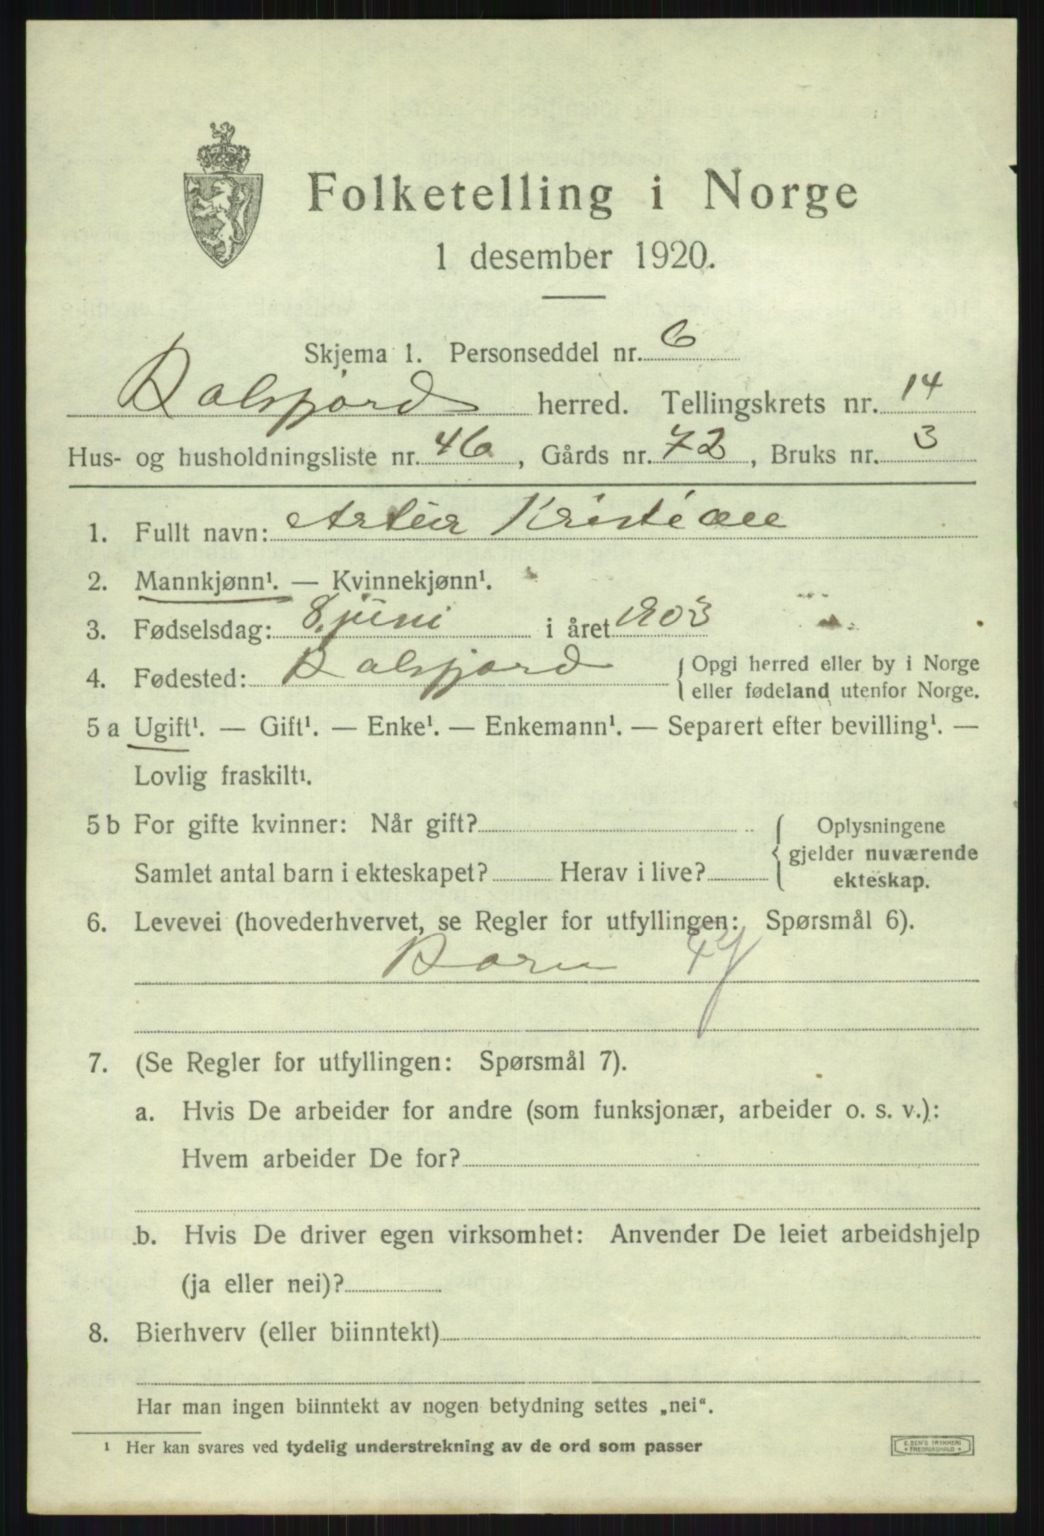 Folketelling i Norge
1 desember 1920.
Skjema 1. Personseddel nr. 6
Balsfjord herred. Tellingskrets nr. 14
Hus- og husholdningsliste nr. 46, Gårds nr. 72, Bruks nr. 3
1. Fullt navn: Artur Kristian
2. Mannkjønn¹. — Kvinnekjønn¹.
3. Fødselsdag: 8. juni i året 1903
4. Fødested: Balsfjord { Opgi herred eller by i Norge
eller fødeland utenfor Norge.
5 a Ugift¹. — Gift¹. — Enke¹. — Enkemann¹. — Separert efter bevilling¹. —
Lovlig fraskilt¹.
5 b For gifte kvinner: Når gift? { Oplysningene
gjelder nuværende
Samlet antal barn i ekteskapet? Herav i live?
ekteskap.
6. Levevei (hovederhvervet, se Regler for utfyllingen: Spørsmål 6).
Barn
7. (Se Regler for utfyllingen: Spørsmål 7).
a. Hvis De arbeider for andre (som funksjonær, arbeider o. s. v.):
Hvem arbeider De for?
b. Hvis De driver egen virksomhet: Anvender De leiet arbeidshjelp
(ja eller nei)?
8. Bierhverv (eller biinntekt)
Har man ingen biinntekt av nogen betydning settes „nei“.
¹ Her kan svares ved tydelig understrekning av de ord som passer